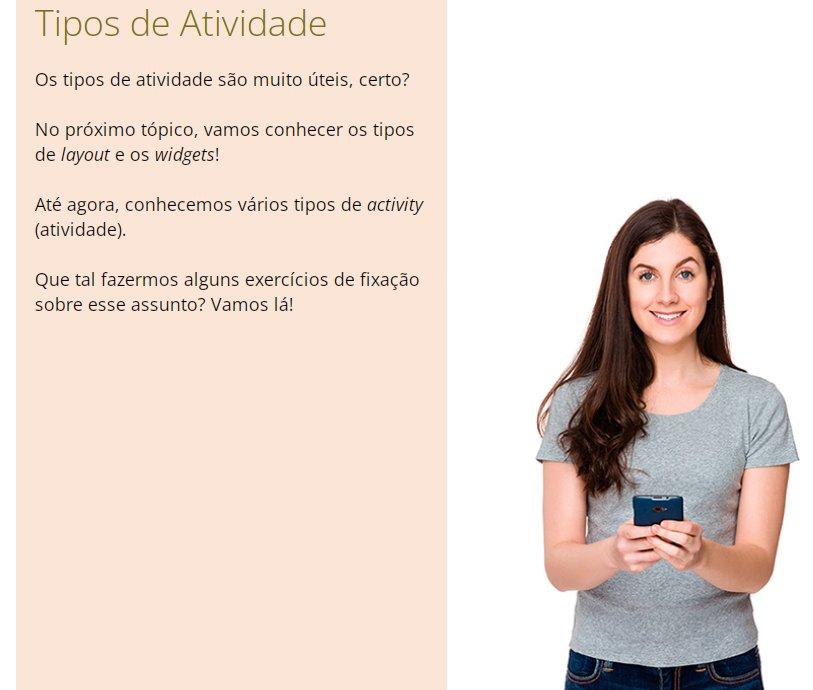 Tipos de Atividade
Os tipos de atividade são muito úteis, certo?
No próximo tópico, vamos conhecer os tipos
de layout e os widgets!
Até agora, conhecemos vários tipos de activity
(atividade).
Que tal fazermos alguns exercícios de fixação
sobre esse assunto? Vamos lá!